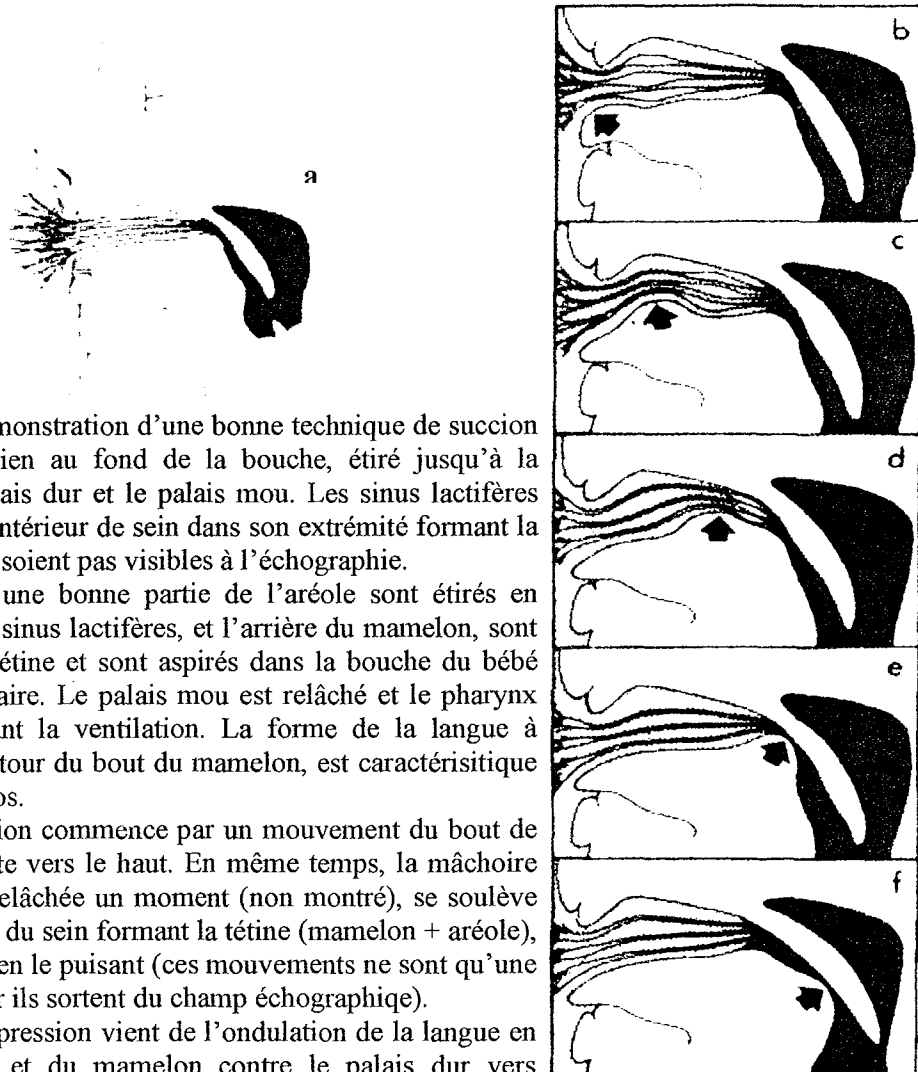 a
monstration d'une bonne technique de succion
ien au fond de la bouche, étiré jusqu'à la
ais dur et le palais mou. Les sinus lactifères
ntérieur de sein dans son extrémité formant la
soient pas visibles à l'échographie.
une bonne partie de l'aréole sont étirés en
sinus lactifères, et l'arrière du mamelon, sont
étine et sont aspirés dans la bouche du bébé
aire. Le palais mou est relâché et le pharynx
nt la ventilation. La forme de la langue à
tour du bout du mamelon, est caractérisitique
os.
ion commence par un mouvement du bout de
te vers le haut. En même temps, la mâchoire
elâchée un moment (non montré), se soulève
du sein formant la tétine (mamelon + aréole),
en le puisant (ces mouvements ne sont qu'une
r ils sortent du champ échographiqe).
pression vient de l'ondulation de la langue en
et du mamelon contre le palais dur vers
b
c
d
e
f